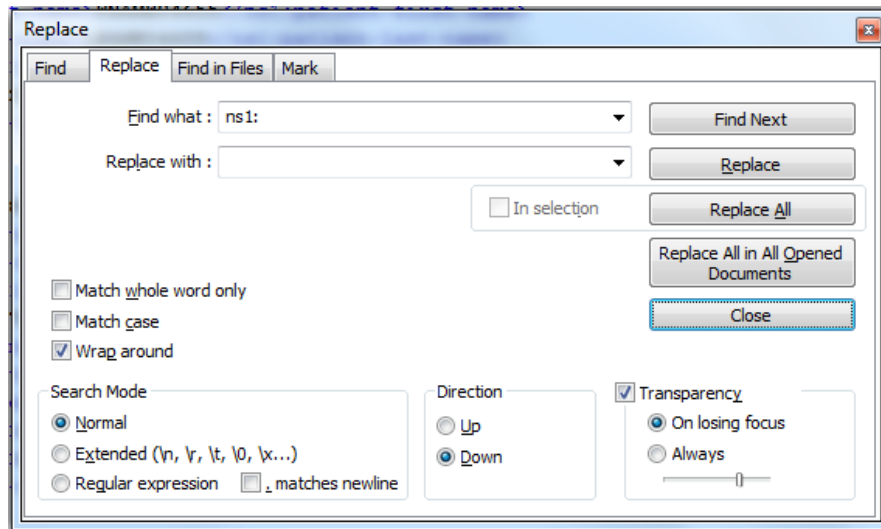 Replace
Find
Replace
Find in Files
Mark
Find what :
ns1:
Find Next
Replace with :
Replace
In selection
Replace All
Replace All in All Opened
Documents
Match whole word only
Match case
Close
Wrap around
Search Mode
Normal
Extended (\n, \r, \t, \0, \x...)
Regular expression
. matches newline
Direction
Up
Down
Transparency
On losing focus
Always